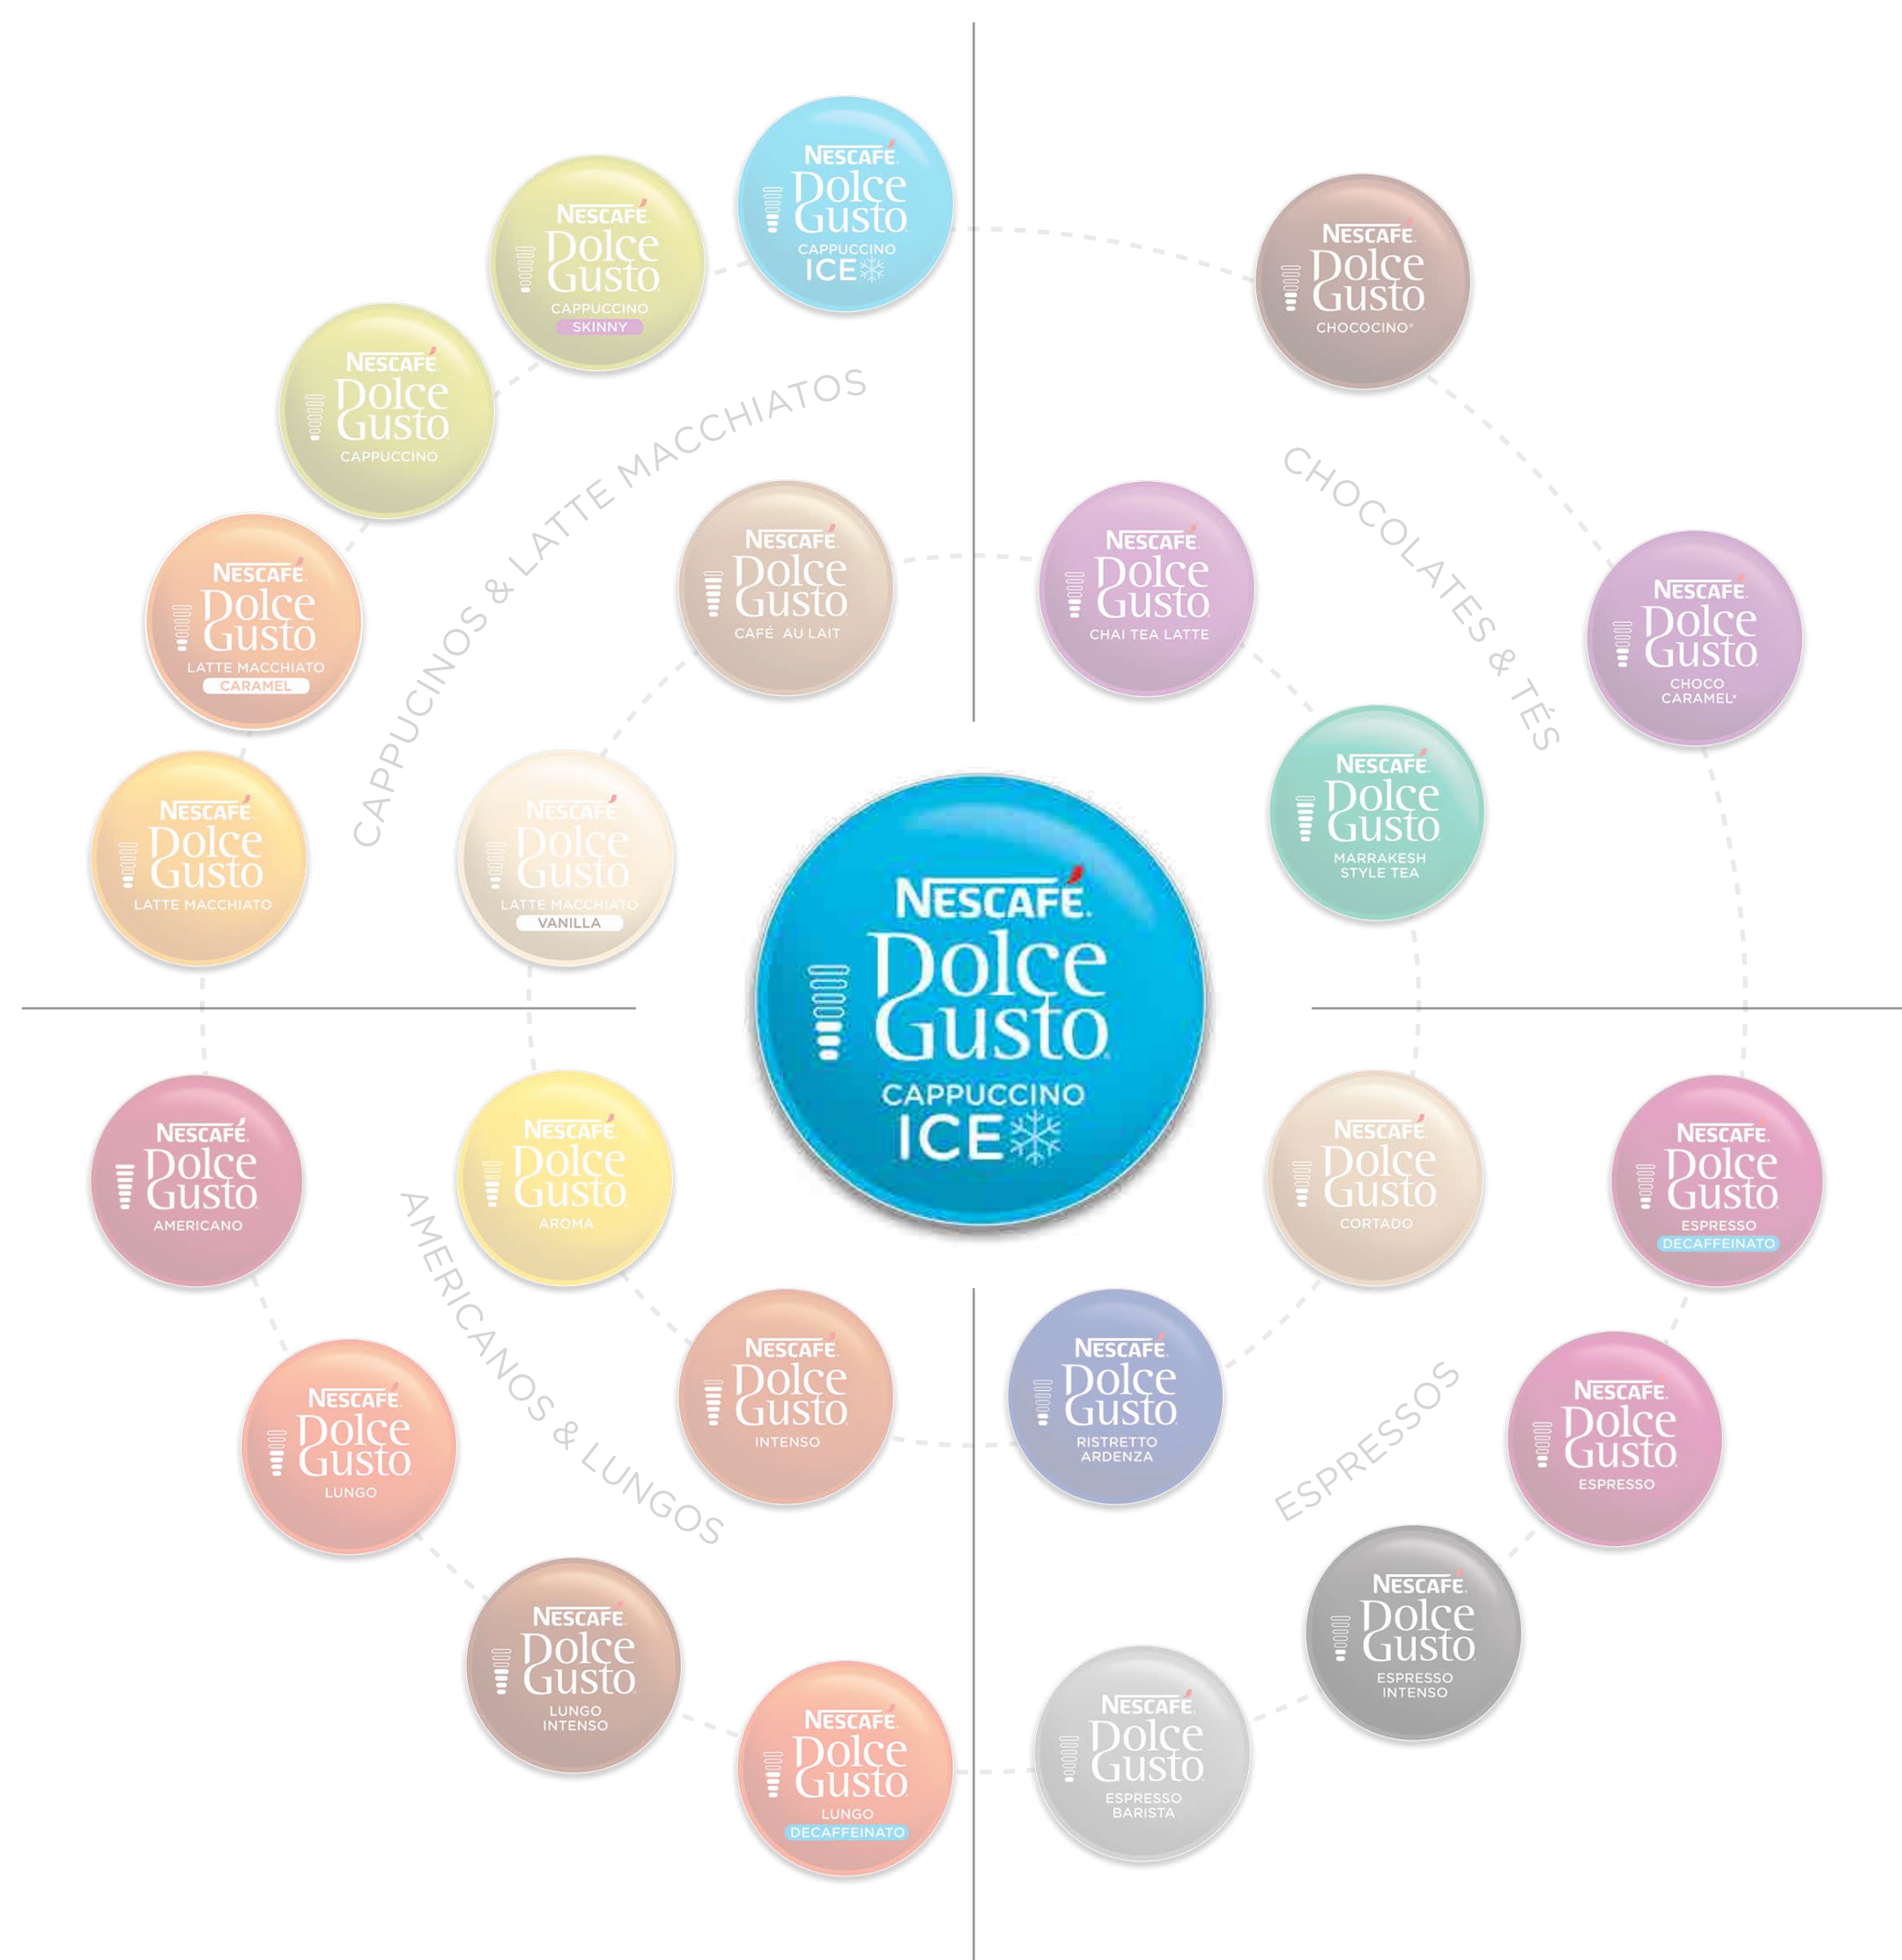 NESCAFÉ.
Dolce
Gusto
CAPPUCCINO
ICE
NESCAFÉ.
Dolce
Gusto
CAPPUCCINO
SKINNY
NESCAFÉ.
Dolce
Gusto
CAPPUCCINO
NESCAFÉ.
Dolce
Gusto
LATTE MACCHIATO
CARAMEL
NESCAFÉ.
Dolce
Gusto
LATTE MACCHIATO
CAPPUCINOS & LATTE MACCHIATOS
NESCAFÉ.
Dolce
Gusto
CAFÉ AU LAIT
NESCAFÉ.
Dolce
Gusto
LATTE MACCHIATO
VANILLA
NESCAFÉ.
Dolce
Gusto
CHOCOCINO®
NESCAFÉ.
Dolce
Gusto
CHOCO
CARAMEL*
CHOCOLATES & TÉS
NESCAFÉ.
Dolce
Gusto
CHAI TEA LATTE
NESCAFÉ.
Dolce
Gusto
MARRAKESH
STYLE TEA
NESCAFÉ.
Dolce
Gusto
CAPPUCCINO
ICE
NESCAFÉ.
Dolce
Gusto
AMERICANO
NESCAFÉ.
Dolce
Gusto
AROMA
NESCAFÉ.
Dolce
Gusto
INTENSO
AMERICANOS & LUNGOS
NESCAFÉ.
Dolce
Gusto
LUNGO
NESCAFÉ.
Dolce
Gusto
LUNGO
INTENSO
NESCAFÉ.
Dolce
Gusto
LUNGO
DECAFFEINATO
NESCAFÉ.
Dolce
Gusto
CORTADO
NESCAFÉ.
Dolce
Gusto
ESPRESSO
DECAFFEINATO
NESCAFÉ.
Dolce
Gusto
RISTRETTO
ARDENZA
ESPRESSOS
NESCAFÉ.
Dolce
Gusto
ESPRESSO
NESCAFÉ.
Dolce
Gusto
ESPRESSO
INTENSO
NESCAFÉ.
Dolce
Gusto
ESPRESSO
BARISTA